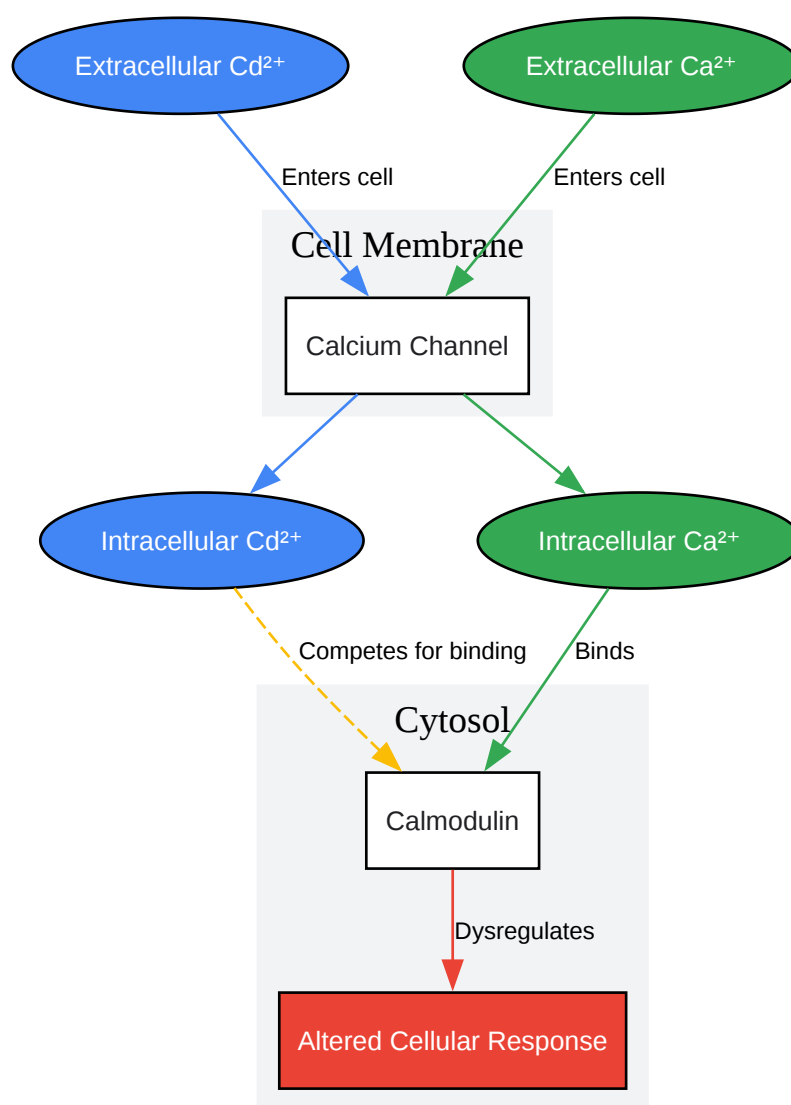 Extracellular Cd²⁺
Extracellular Ca²⁺
Enters cell
Enters cell
Cell Membrane
Calcium Channel
Intracellular Cd²⁺
Intracellular Ca²⁺
Competes for binding
Binds
Cytosol
Calmodulin
Dysregulates
Altered Cellular Response